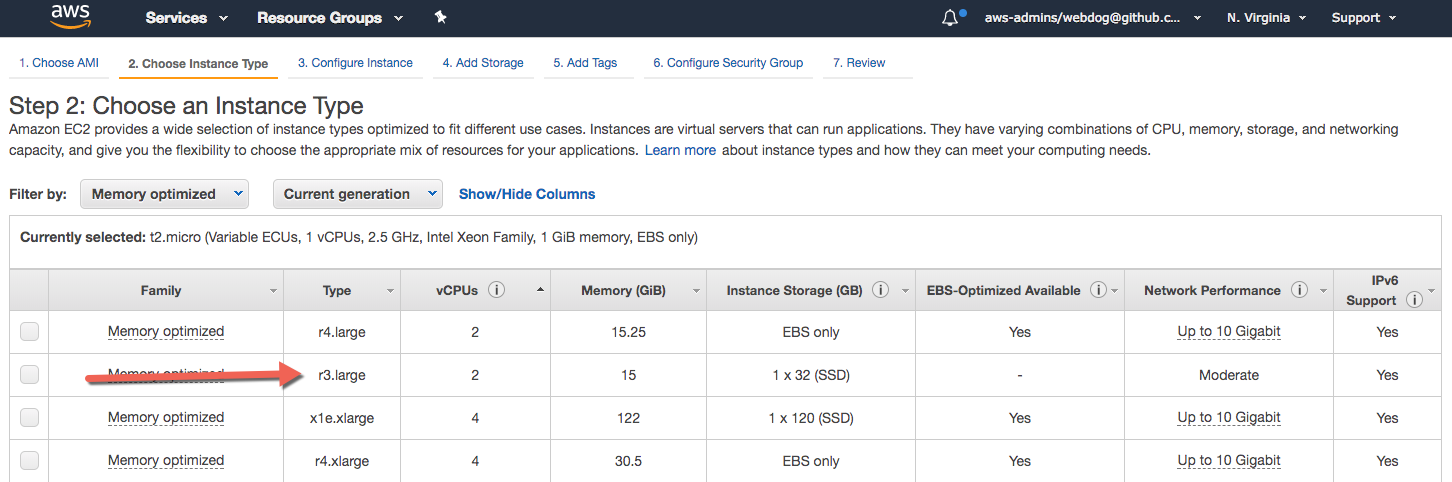 aws Services Resource Groups aws-admins/webdog@github.c... N. Virginia Support
1. Choose AMI 2. Choose Instance Type 3. Configure Instance 4. Add Storage 5. Add Tags 6. Configure Security Group 7. Review
Step 2: Choose an Instance Type
Amazon EC2 provides a wide selection of instance types optimized to fit different use cases. Instances are virtual servers that can run applications. They have varying combinations of CPU, memory, storage, and networking
capacity, and give you the flexibility to choose the appropriate mix of resources for your applications. Learn more about instance types and how they can meet your computing needs.
Filter by: Memory optimized Current generation Show/Hide Columns
Currently selected: t2.micro (Variable ECUs, 1 vCPUs, 2.5 GHz, Intel Xeon Family, 1 GiB memory, EBS only)
Family Type vCPUs Memory (GiB) Instance Storage (GB) EBS-Optimized Available Network Performance IPv6
Support
Memory optimized r4.large 2 15.25 EBS only Yes Up to 10 Gigabit Yes
Memory optimized r3.large 2 15 1 x 32 (SSD) - Moderate Yes
Memory optimized x1e.xlarge 4 122 1 x 120 (SSD) Yes Up to 10 Gigabit Yes
Memory optimized r4.xlarge 4 30.5 EBS only Yes Up to 10 Gigabit Yes